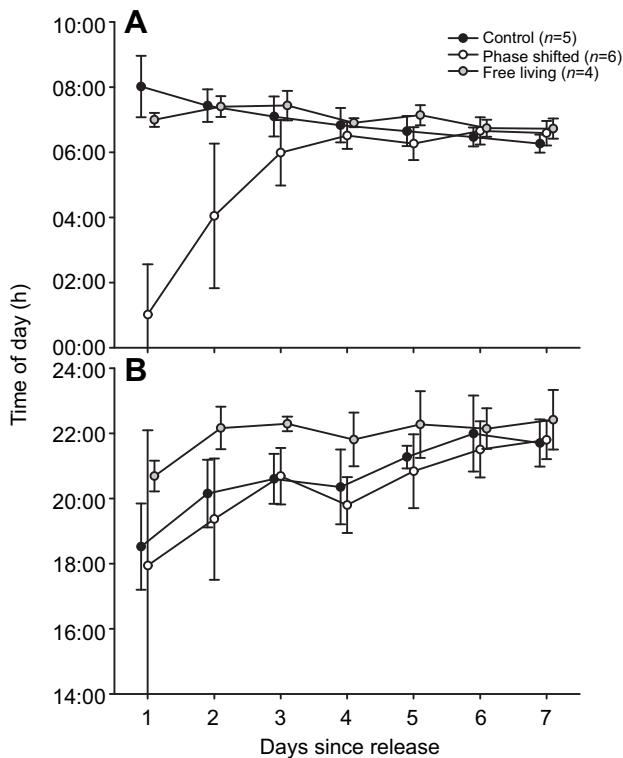 A
10:00
08:00
06:00
04:00
02:00
00:00
Control (n=5)
Phase shifted (n=6)
Free living (n=4)
Time of day (h)
B
24:00
22:00
20:00
18:00
16:00
14:00
1 2 3 4 5 6 7
Days since release